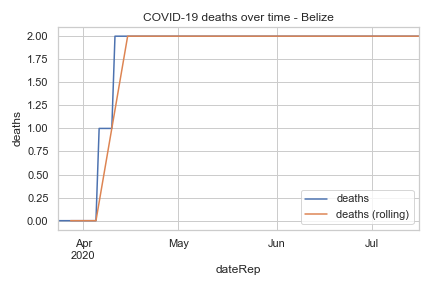 COVID-19 deaths over time - Belize
deaths
2.00
1.75
1.50
1.25
1.00
0.75
0.50
0.25
0.00
deaths
deaths (rolling)
Apr
2020
May
Jun
Jul
dateRep